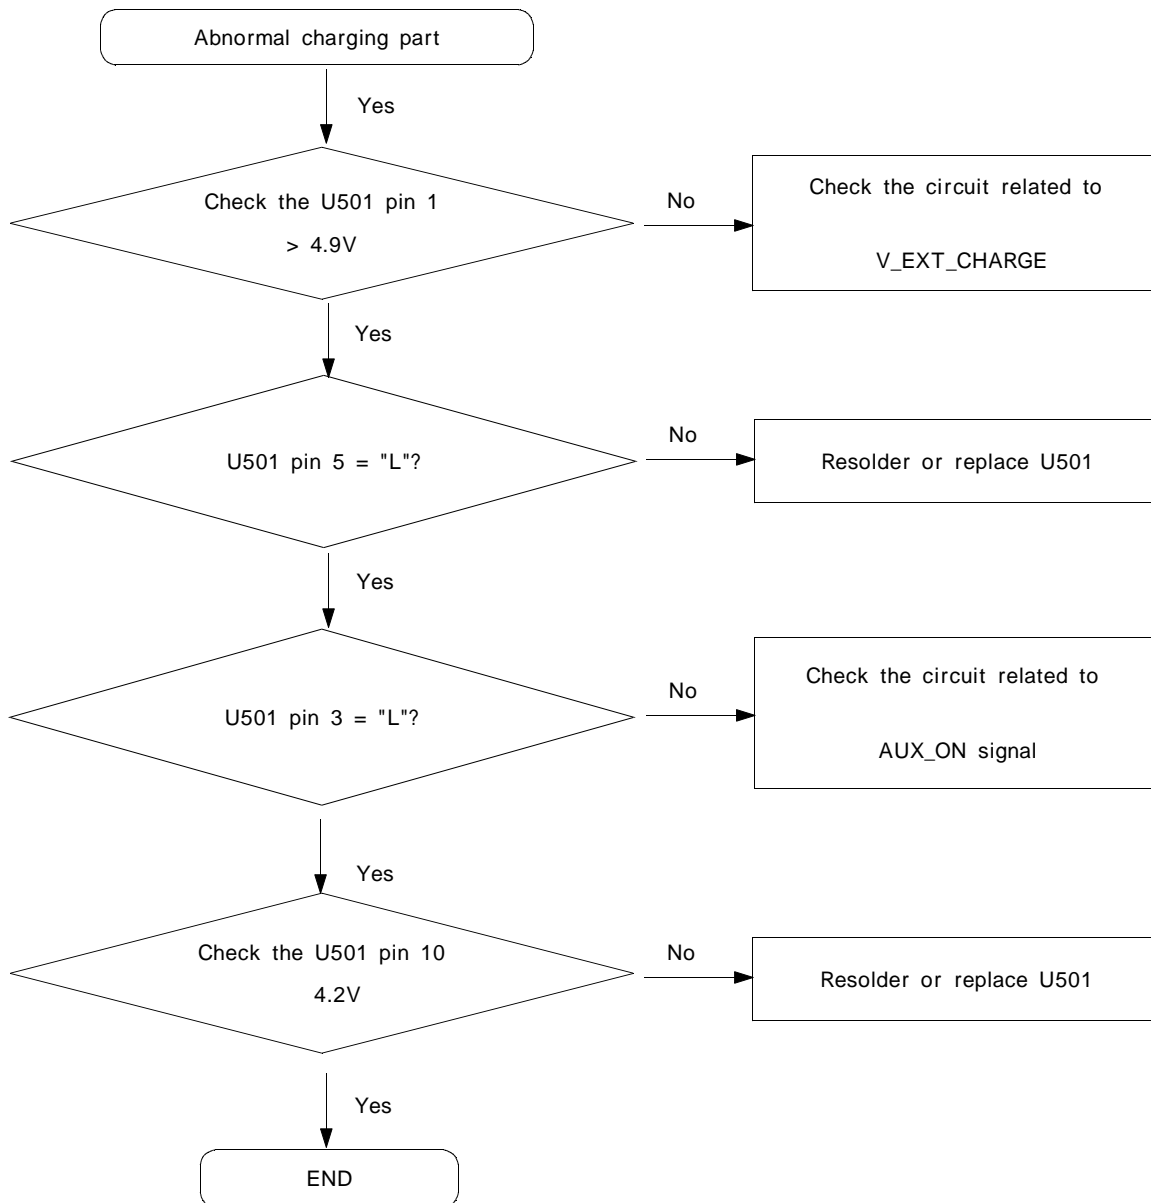 Abnormal charging part
Yes
Check the U501 pin 1
> 4.9V
No
Check the circuit related to
V_EXT_CHARGE
Yes
U501 pin 5 = "L"?
No
Resolder or replace U501
Yes
U501 pin 3 = "L"?
No
Check the circuit related to
AUX_ON signal
Yes
Check the U501 pin 10
4.2V
No
Resolder or replace U501
Yes
END